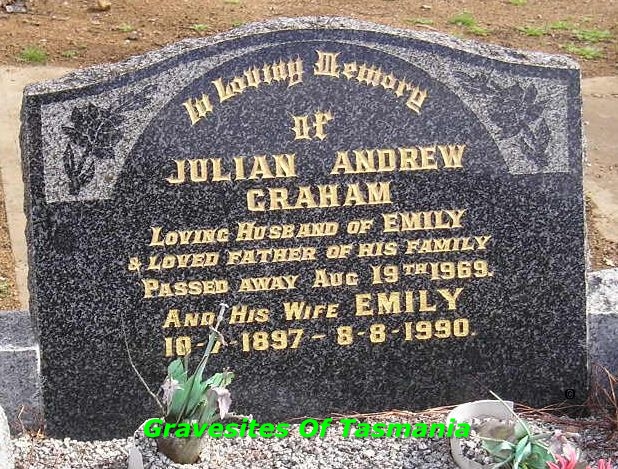 In Loving Memory
OF
JULIAN ANDREW
GRAHAM
LOVING HUSBAND OF EMILY
& LOVED FATHER OF HIS FAMILY
PASSED AWAY AUG 19TH 1969.
AND HIS WIFE EMILY
10-7-1897 - 8-8-1990.
Gravesites Of Tasmania